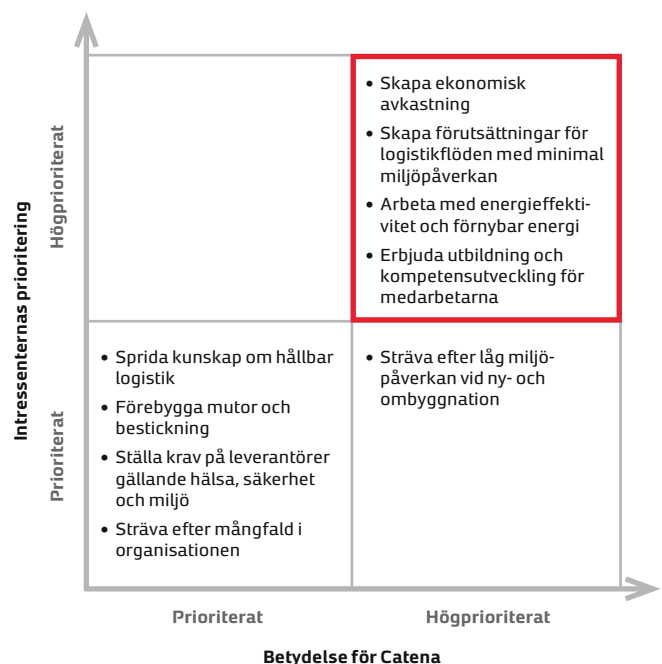 Intressenternas prioritering
Högprioriterat
Prioriterat
• Skapa ekonomisk
avkastning
• Skapa förutsättningar för
logistikflöden med minimal
miljöpåverkan
• Arbeta med energieffekti-
vitet och förnybar energi
• Erbjuda utbildning och
kompetensutveckling för
medarbetarna
• Sprida kunskap om hållbar
logistik
• Förebygga mutor och
bestickning
• Ställa krav på leverantörer
gällande hälsa, säkerhet
och miljö
• Sträva efter mångfald i
organisationen
• Sträva efter låg miljö-
påverkan vid ny- och
ombyggnation
Prioriterat
Högprioriterat
Betydelse för Catena